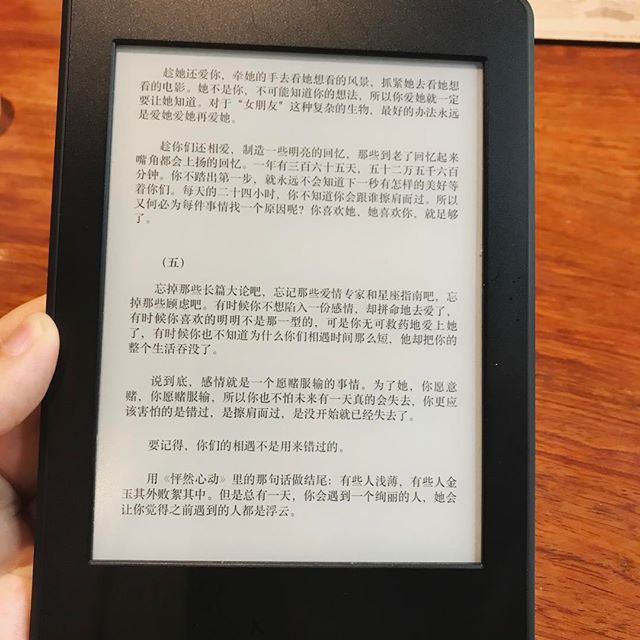 趁她还爱你，牵她的手去看她想看的风景，抓紧她去看她想
看的电影。她不是你，不可能知道你的想法，所以你爱她就一定
要让她知道。对于“女朋友”这种复杂的生物，最好的办法永远
是爱她爱她再爱她。
趁你们还相爱，制造一些明亮的回忆，那些到老了回忆起来
嘴角都会上扬的回忆。一年有三百六十五天，五十二万五千六百
分钟。你不踏出第一步，就永远不会知道下一秒有怎样的美好等
着你们。每天的二十四小时，你不知道你会跟谁擦肩而过。所以
又何必为每件事情找一个原因呢？你喜欢她、她喜欢你，就足够
了。
（五）
忘掉那些长篇大论吧，忘记那些爱情专家和星座指南吧，忘
掉那些顾虑吧。有时候你不想陷入一份感情，却拼命地去爱了，
有时候你喜欢的明明不是那一型的，可是你无可救药地爱上她
了，有时候你也不知道为什么你们相遇时间那么短，他却把你的
整个生活吞没了。
说到底，感情就是一个愿赌服输的事情。为了她，你愿意
赌，你愿赌服输，所以你也不怕未来有一天真的会失去，你更应
该害怕的是错过，是擦肩而过，是没开始就已经失去了。
要记得，你们的相遇不是用来错过的。
用《怦然心动》里的那句话做结尾：有些人浅薄，有些人金
玉其外败絮其中。但是总有一天，你会遇到一个绚丽的人，她会
让你觉得之前遇到的人都是浮云。